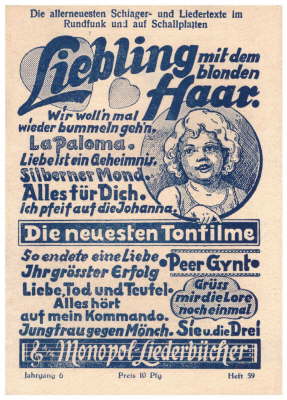 Die allerneuesten Schlager- und Liedertexte im
Rundfunk und auf Schallplatten
Liebling mit dem
blonden
Haar.
Wir woll'n mal
wieder bummeln geh'n.
La Paloma.
Liebe ist ein Geheimnis.
Silberner Mond.
Alles für Dich.
ich pfeif auf die Johanna.
Die neuesten Tonfilme
So endete eine Liebe
• Peer Gynt •
Ihr grösster Erfolg
Liebe, Tod und Teufel •
Grüss
mir die Lore
noch einmal
Alles hört
auf mein Kommando.
Jungfrau gegen Mönch. Sie u. die Drei
Monopol-Liederbücher
Jahrgang 6 Preis 10 Pfg Heft 59